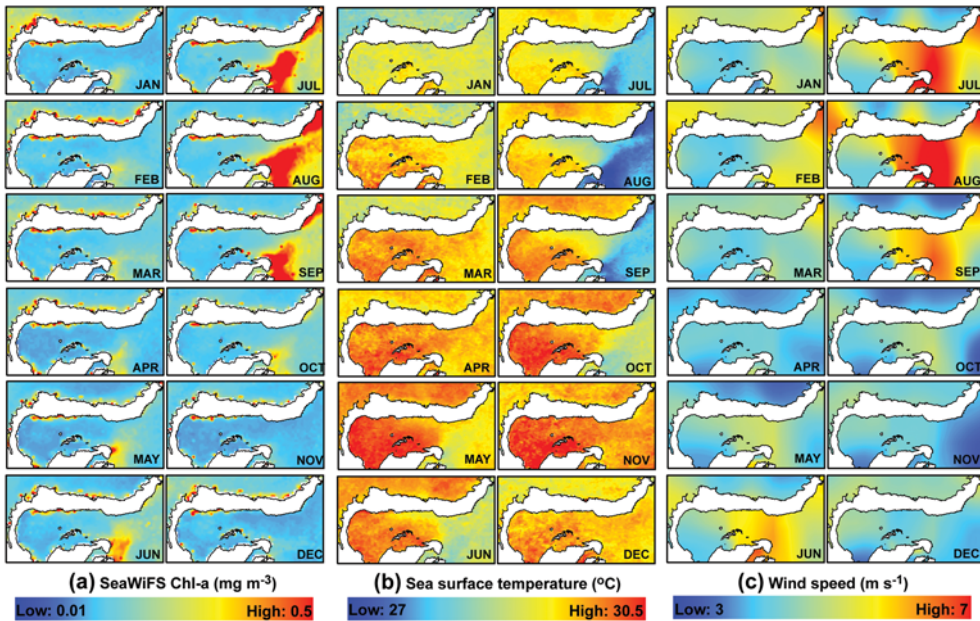 JAN JUL JAN JUL JAN JUL
FEB AUG FEB AUG FEB AUG
MAR SEP MAR SEP MAR SEP
APR OCT APR OCT APR OCT
MAY NOV MAY NOV MAY NOV
JUN DEC JUN DEC JUN DEC
(a) SeaWiFS Chl-a (mg m⁻³) (b) Sea surface temperature (ºC) (c) Wind speed (m s⁻¹)
Low: 0.01 High: 0.5 Low: 27 High: 30.5 Low: 3 High: 7